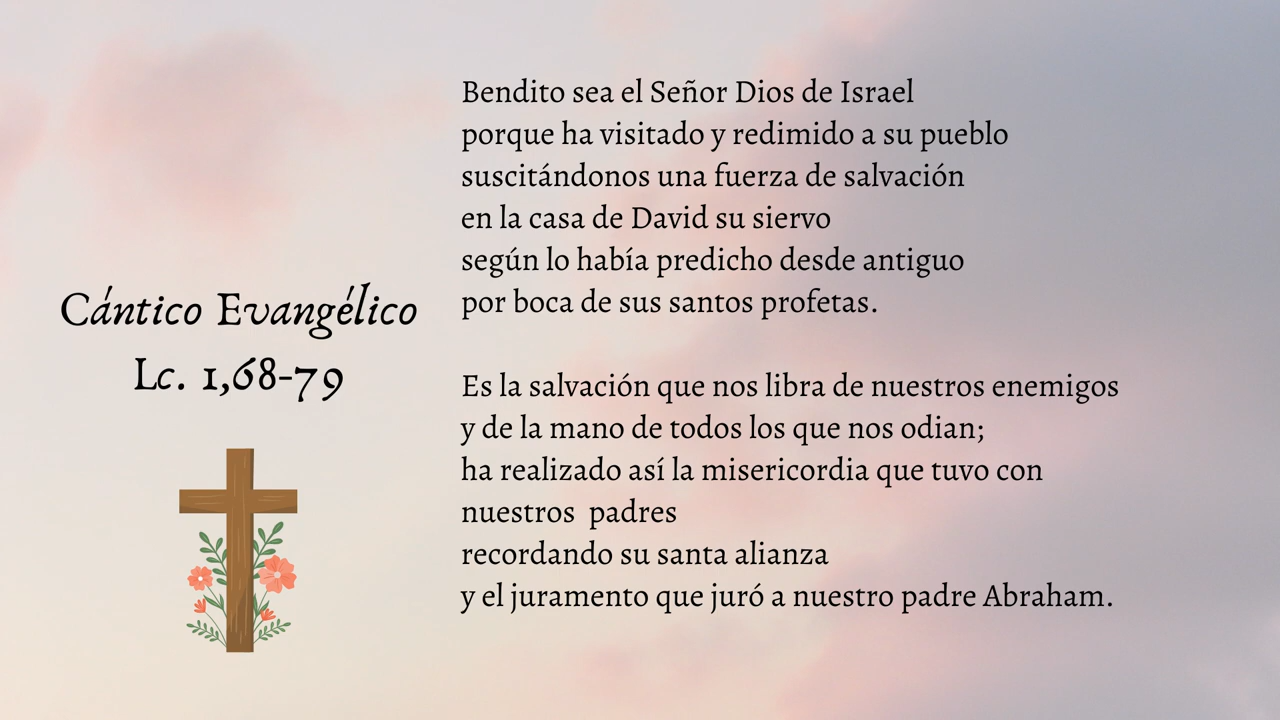 Cántico Evangélico
Lc. 1,68-79
Bendito sea el Señor Dios de Israel
porque ha visitado y redimido a su pueblo
suscitándonos una fuerza de salvación
en la casa de David su siervo
según lo había predicho desde antiguo
por boca de sus santos profetas.
Es la salvación que nos libra de nuestros enemigos
y de la mano de todos los que nos odian;
ha realizado así la misericordia que tuvo con
nuestros  padres
recordando su santa alianza
y el juramento que juró a nuestro padre Abraham.